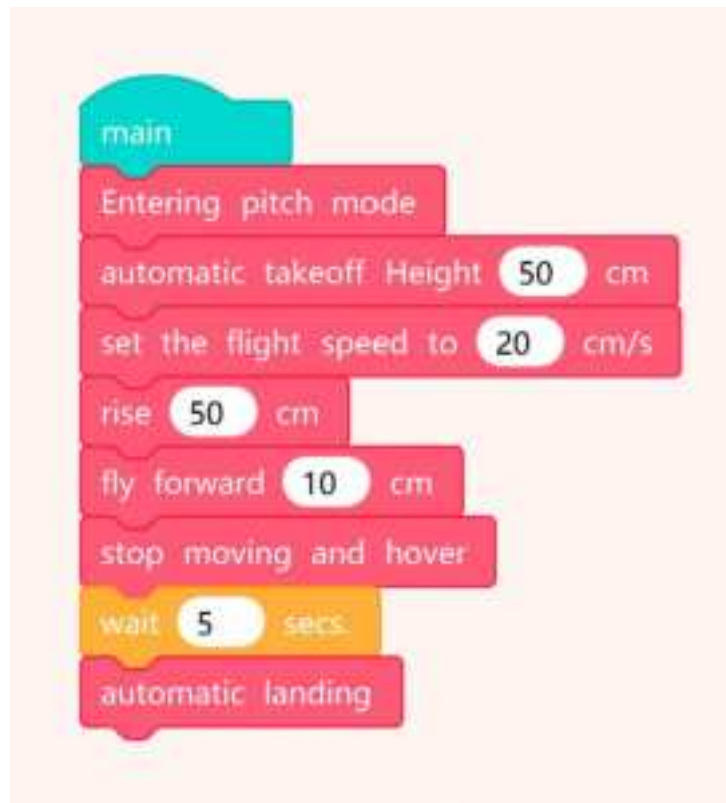 main
Entering pitch mode
automatic takeoff Height 50 cm
set the flight speed to 20 cm/s
rise 50 cm
fly forward 10 cm
stop moving and hover
wait 5 secs.
automatic landing